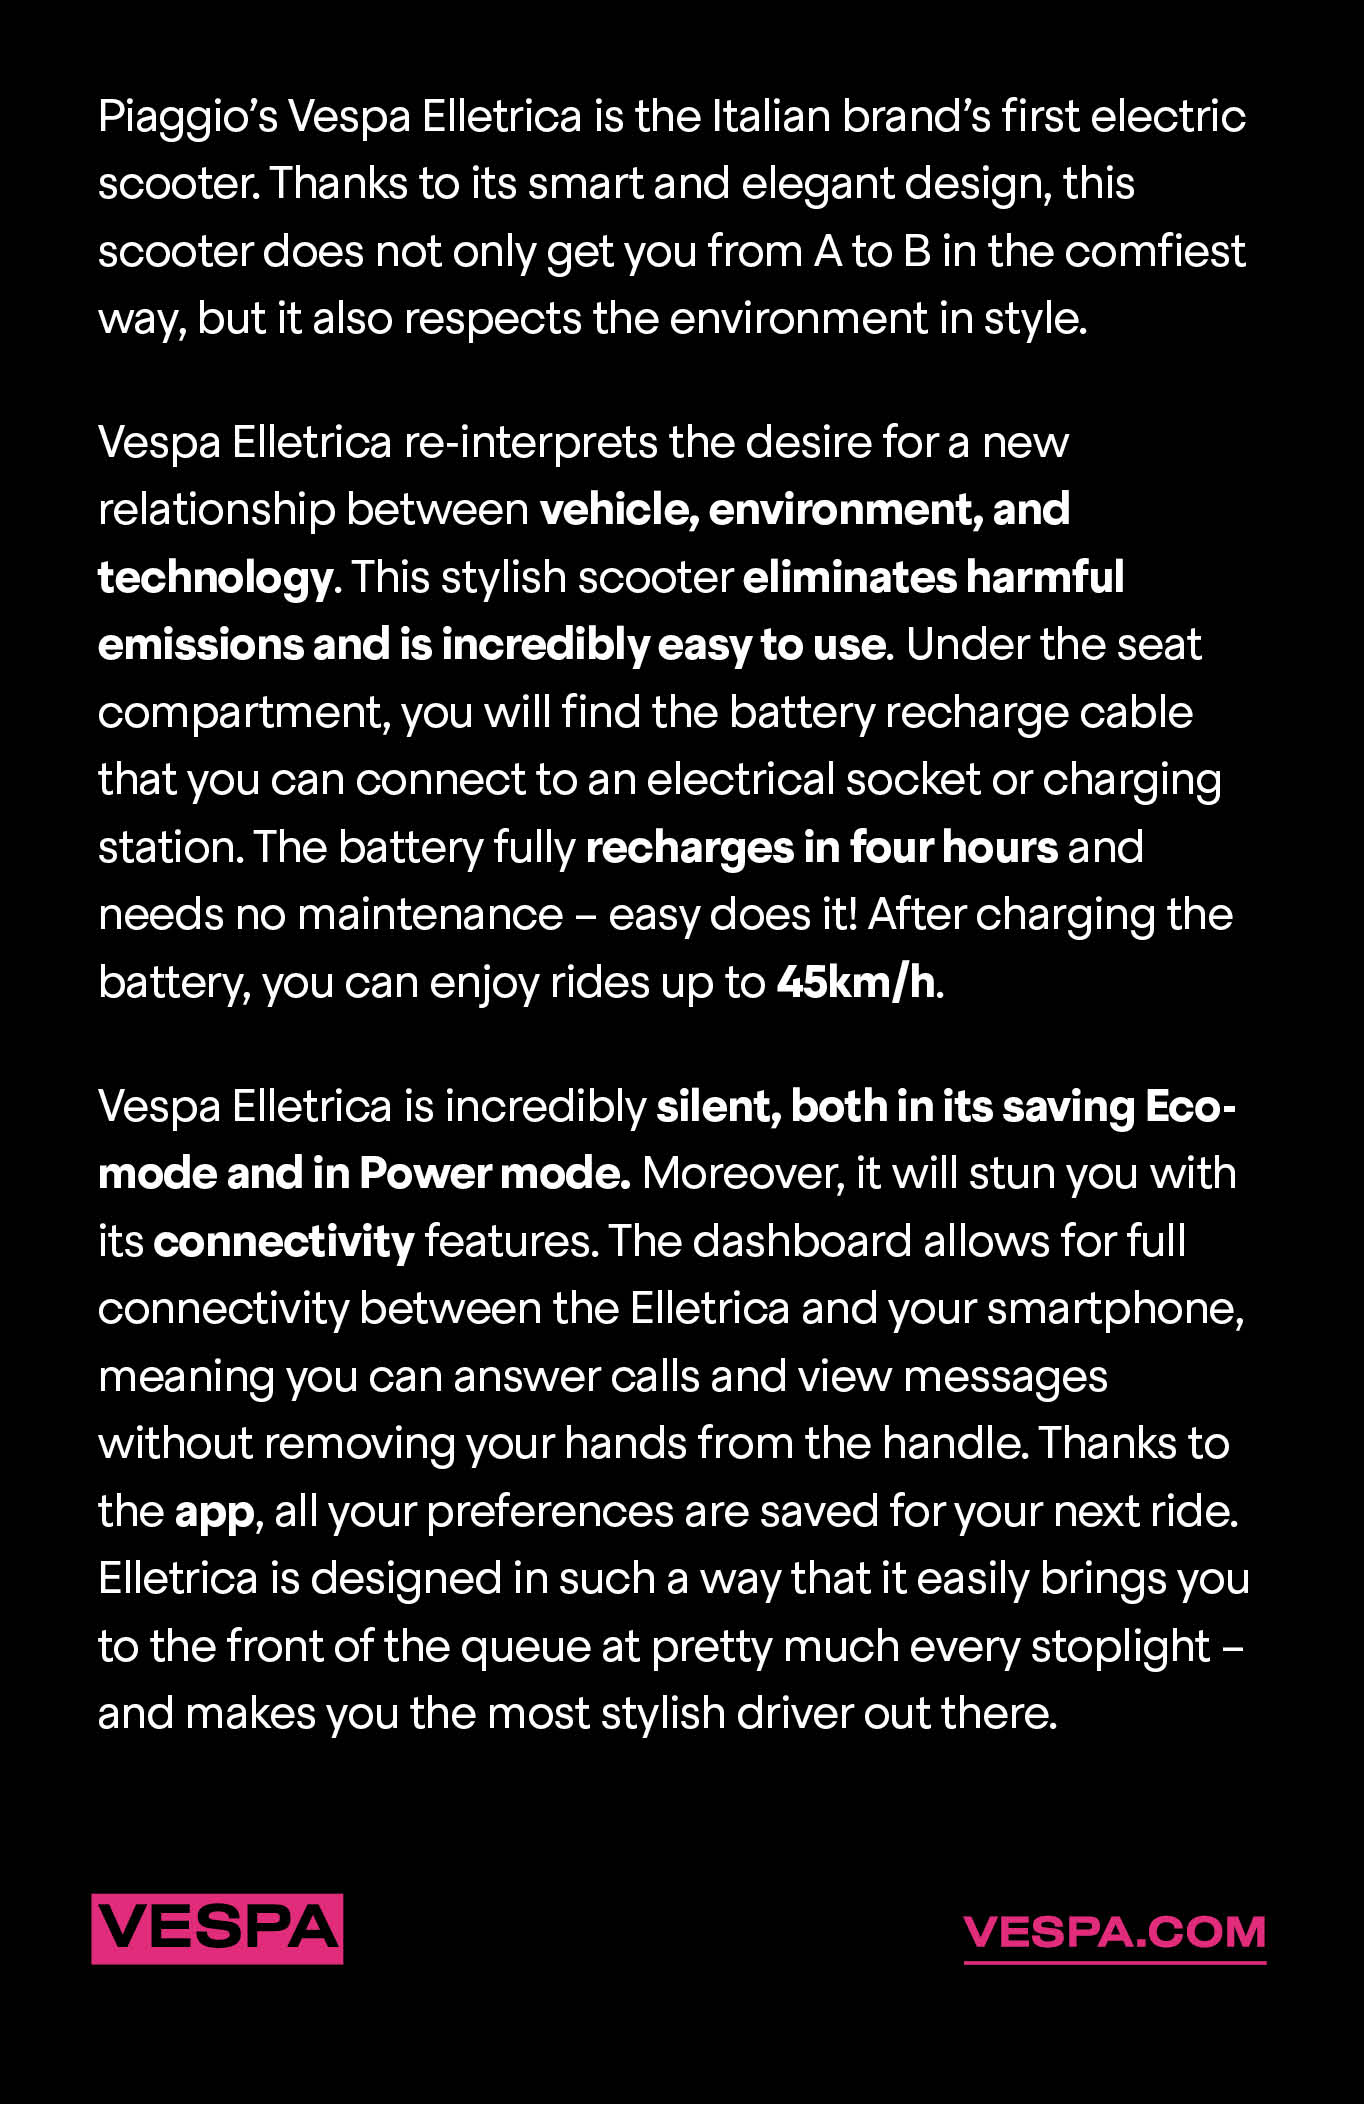 Piaggio’s Vespa Elletrica is the Italian brand’s first electric
scooter. Thanks to its smart and elegant design, this
scooter does not only get you from A to B in the comfiest
way, but it also respects the environment in style.
Vespa Elletrica re-interprets the desire for a new
relationship between vehicle, environment, and
technology. This stylish scooter eliminates harmful
emissions and is incredibly easy to use. Under the seat
compartment, you will find the battery recharge cable
that you can connect to an electrical socket or charging
station. The battery fully recharges in four hours and
needs no maintenance – easy does it! After charging the
battery, you can enjoy rides up to 45km/h.
Vespa Elletrica is incredibly silent, both in its saving Eco-
mode and in Power mode. Moreover, it will stun you with
its connectivity features. The dashboard allows for full
connectivity between the Elletrica and your smartphone,
meaning you can answer calls and view messages
without removing your hands from the handle. Thanks to
the app, all your preferences are saved for your next ride.
Elletrica is designed in such a way that it easily brings you
to the front of the queue at pretty much every stoplight –
and makes you the most stylish driver out there.
VESPA
VESPA.COM